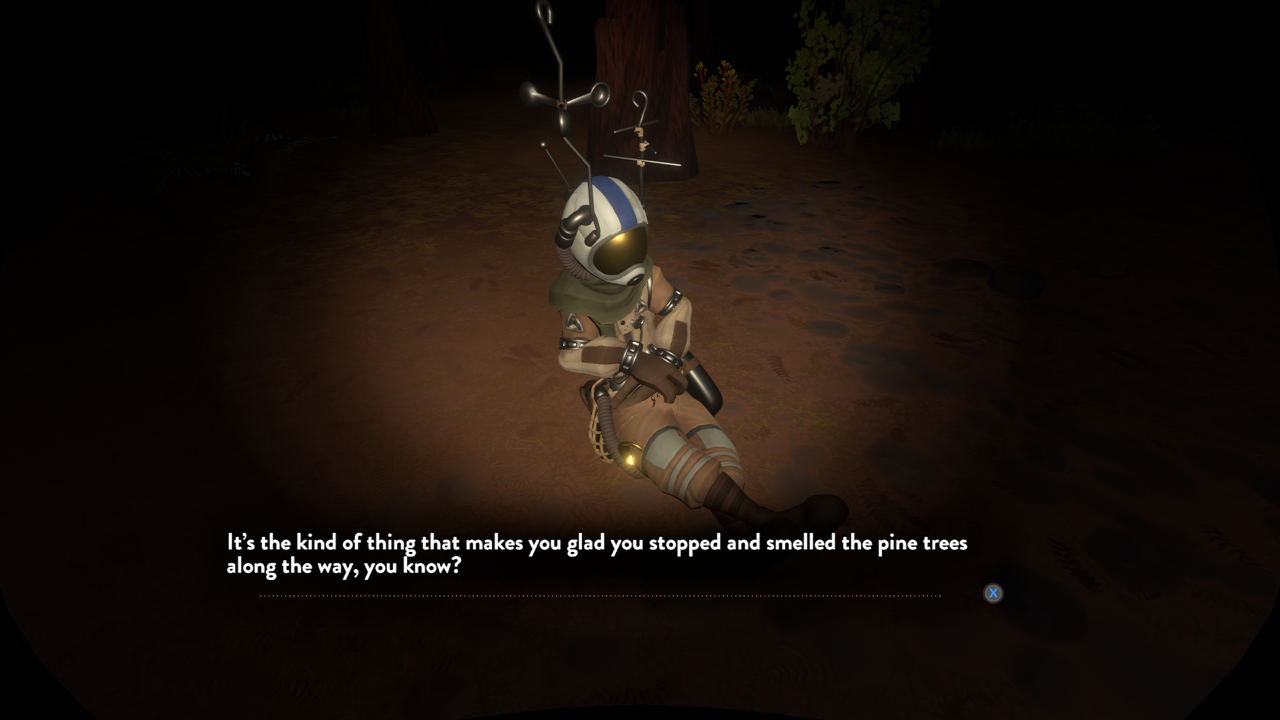 It's the kind of thing that makes you glad you stopped and smelled the pine trees
along the way, you know?
X